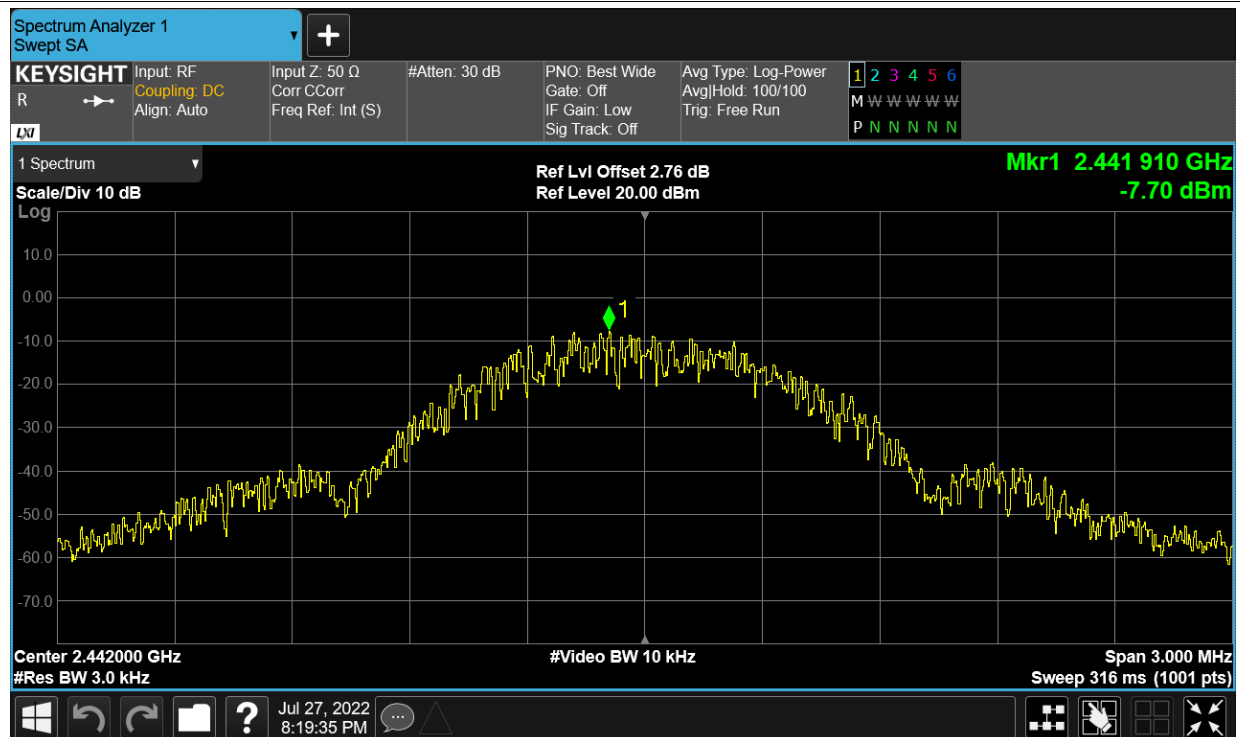 Spectrum Analyzer 1
Swept SA
+
KEYSIGHT
R
LXI
Input: RF
Coupling: DC
Align: Auto
Input Z: 50 Ω
Corr CCorr
Freq Ref: Int (S)
#Atten: 30 dB
PNO: Best Wide
Gate: Off
IF Gain: Low
Sig Track: Off
Avg Type: Log-Power
Avg|Hold: 100/100
Trig: Free Run
1 2 3 4 5 6
M W W W W W
P N N N N N
1 Spectrum
Scale/Div 10 dB
Ref Lvl Offset 2.76 dB
Ref Level 20.00 dBm
Mkr1 2.441 910 GHz
-7.70 dBm
Log
10.0
0.00
-10.0
-20.0
-30.0
-40.0
-50.0
-60.0
-70.0
1
Center 2.442000 GHz
#Res BW 3.0 kHz
#Video BW 10 kHz
Span 3.000 MHz
Sweep 316 ms (1001 pts)
?
Jul 27, 2022
8:19:35 PM